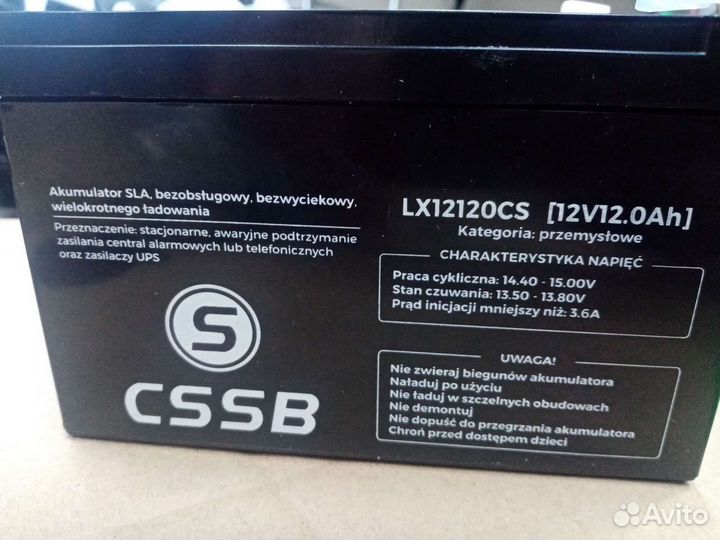 Akumulator SLA, bezobsługowy, bezwyciekowy,
wielokrotnego ładowania
Przeznaczenie: stacjonarne, awaryjne podtrzymanie
zasilania central alarmowych lub telefonicznych
oraz zasilaczy UPS
S
CSSB
LX12120CS [12V12.0Ah]
Kategoria: przemysłowe
CHARAKTERYSTYKA NAPIĘĆ
Praca cykliczna: 14.40 - 15.00V
Stan czuwania: 13.50 - 13.80V
Prąd inicjacji mniejszy niż: 3.6A
UWAGA!
Nie zwieraj biegunów akumulatora
Naładuj po użyciu
Nie ładuj w szczelnych obudowach
Nie demontuj
Nie dopuść do przegrzania akumulatora
Chroń przed dostępem dzieci
Avito